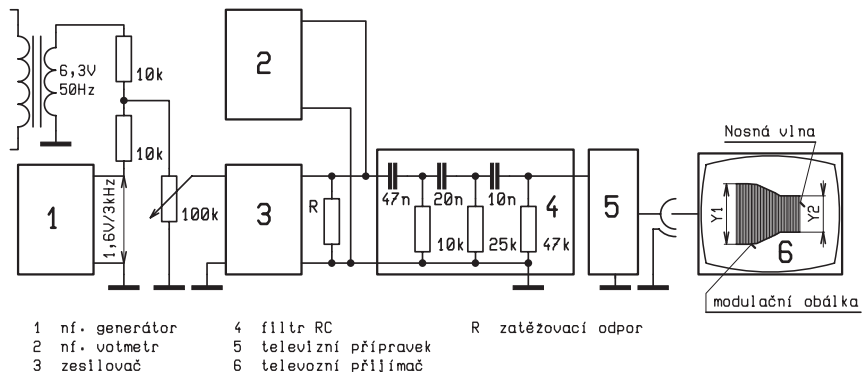 6,3V
50Hz
10k
10k
1
1,6V/3kHz
100k
2
3
R
47n
20n
10n
4
10k
25k
47k
5
Nosná vlna
Y1
Y2
6
modulační obálka
1 nf. generátor
2 nf. votmetr
3 zesilovač
4 filtr RC
5 televizní přípravek
6 televozní přijímač
R zatěžovací odpor